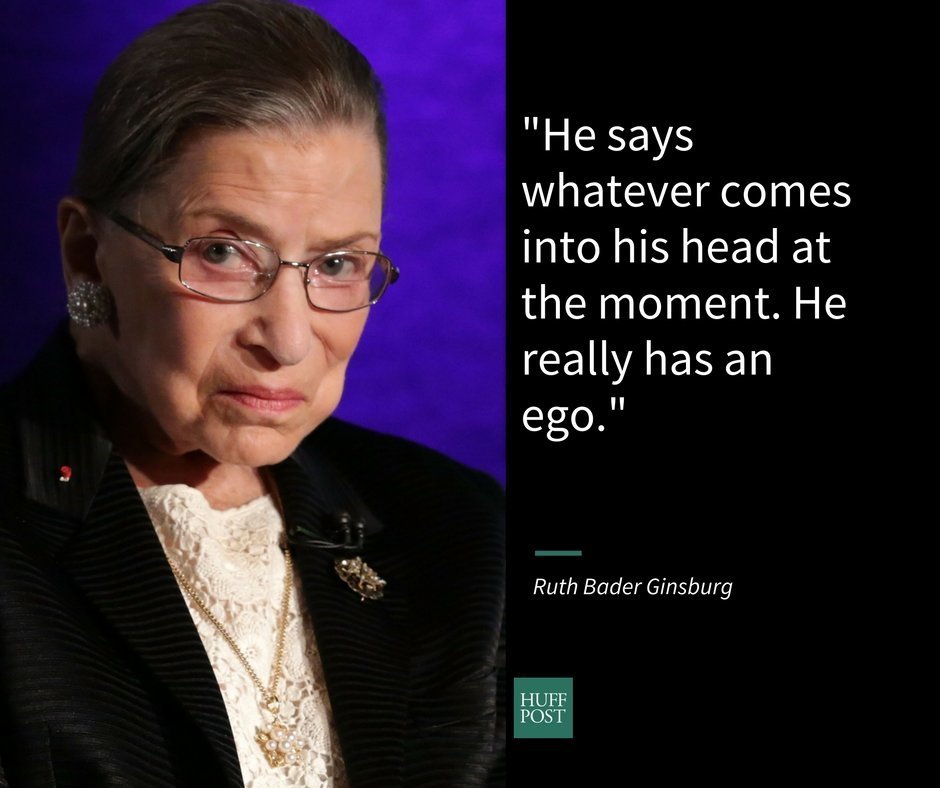 "He says
whatever comes
into his head at
the moment. He
really has an
ego."
Ruth Bader Ginsburg
HUFF
POST